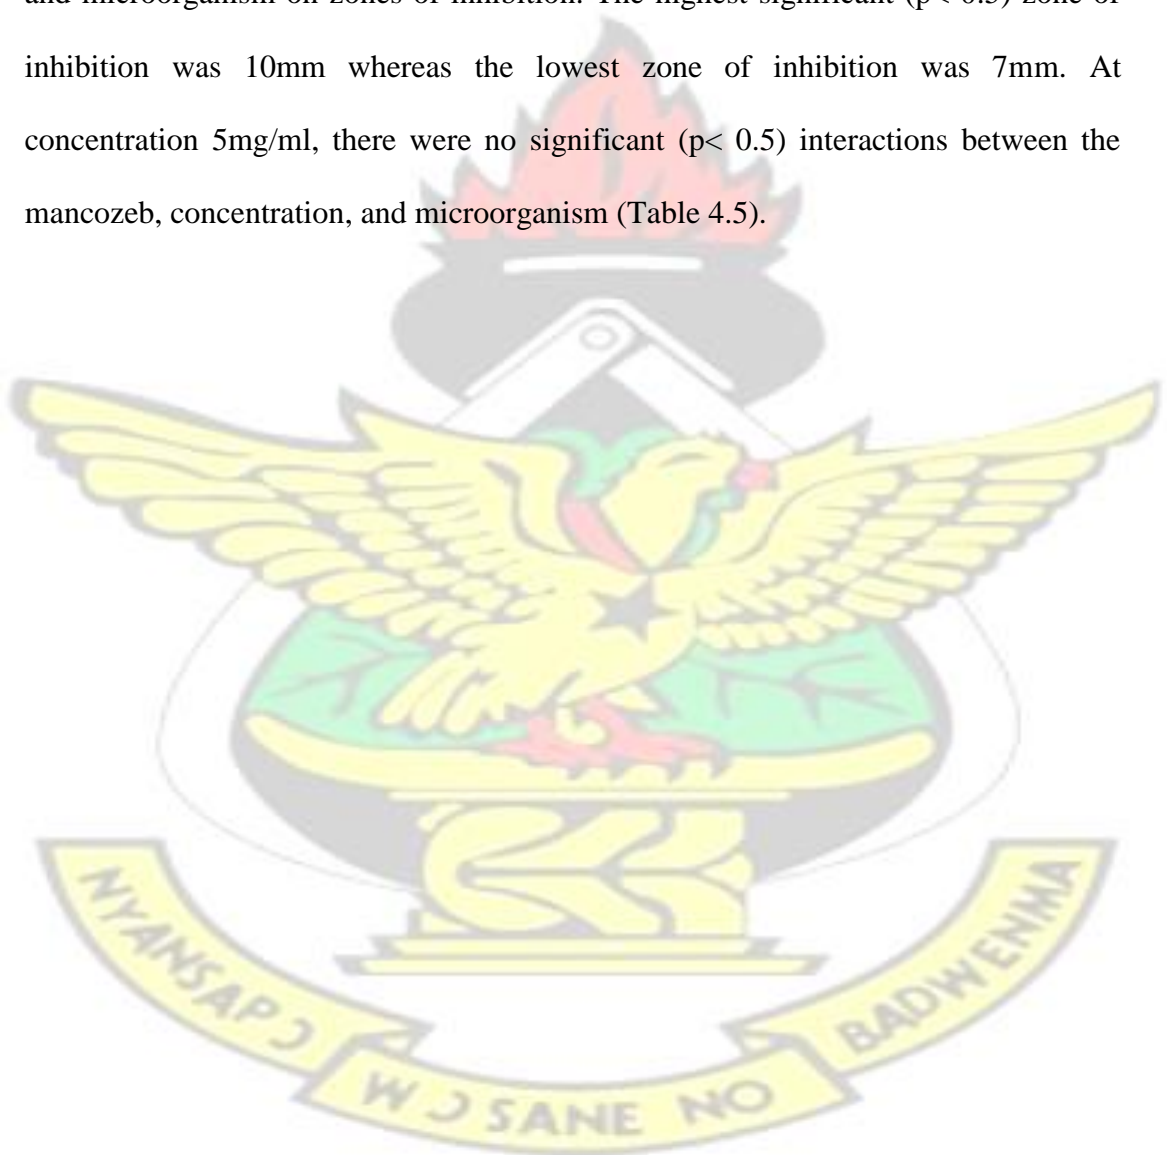 and microorganism on zones of inhibition. The highest significant (p< 0.5) zone of
inhibition was 10mm whereas the lowest zone of inhibition was 7mm. At
concentration 5mg/ml, there were no significant (p< 0.5) interactions between the
mancozeb, concentration, and microorganism (Table 4.5).
NYANSAPƆ
WƆSANE NO
BADWENMA